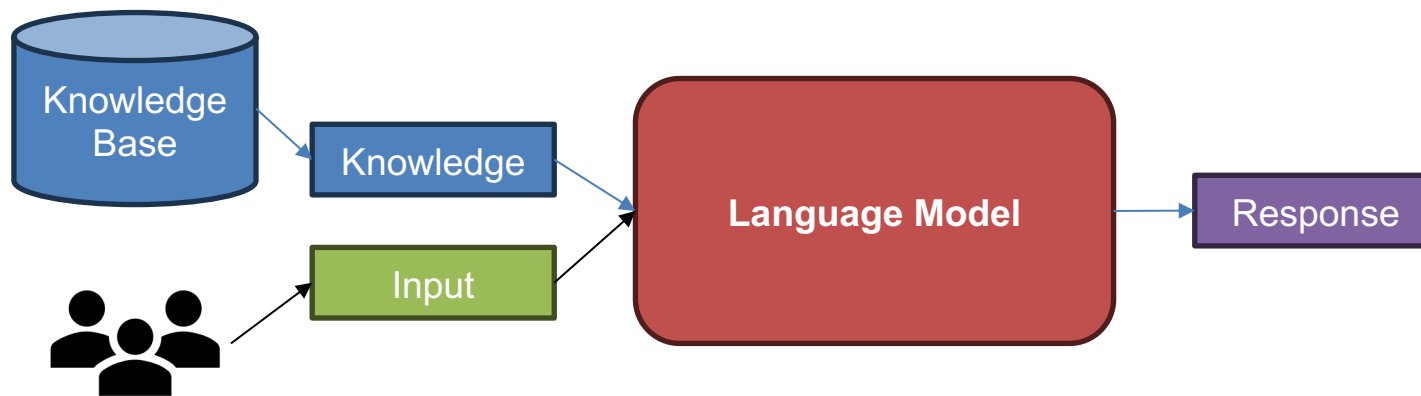 Knowledge
Base
Knowledge
Input
Language Model
Response